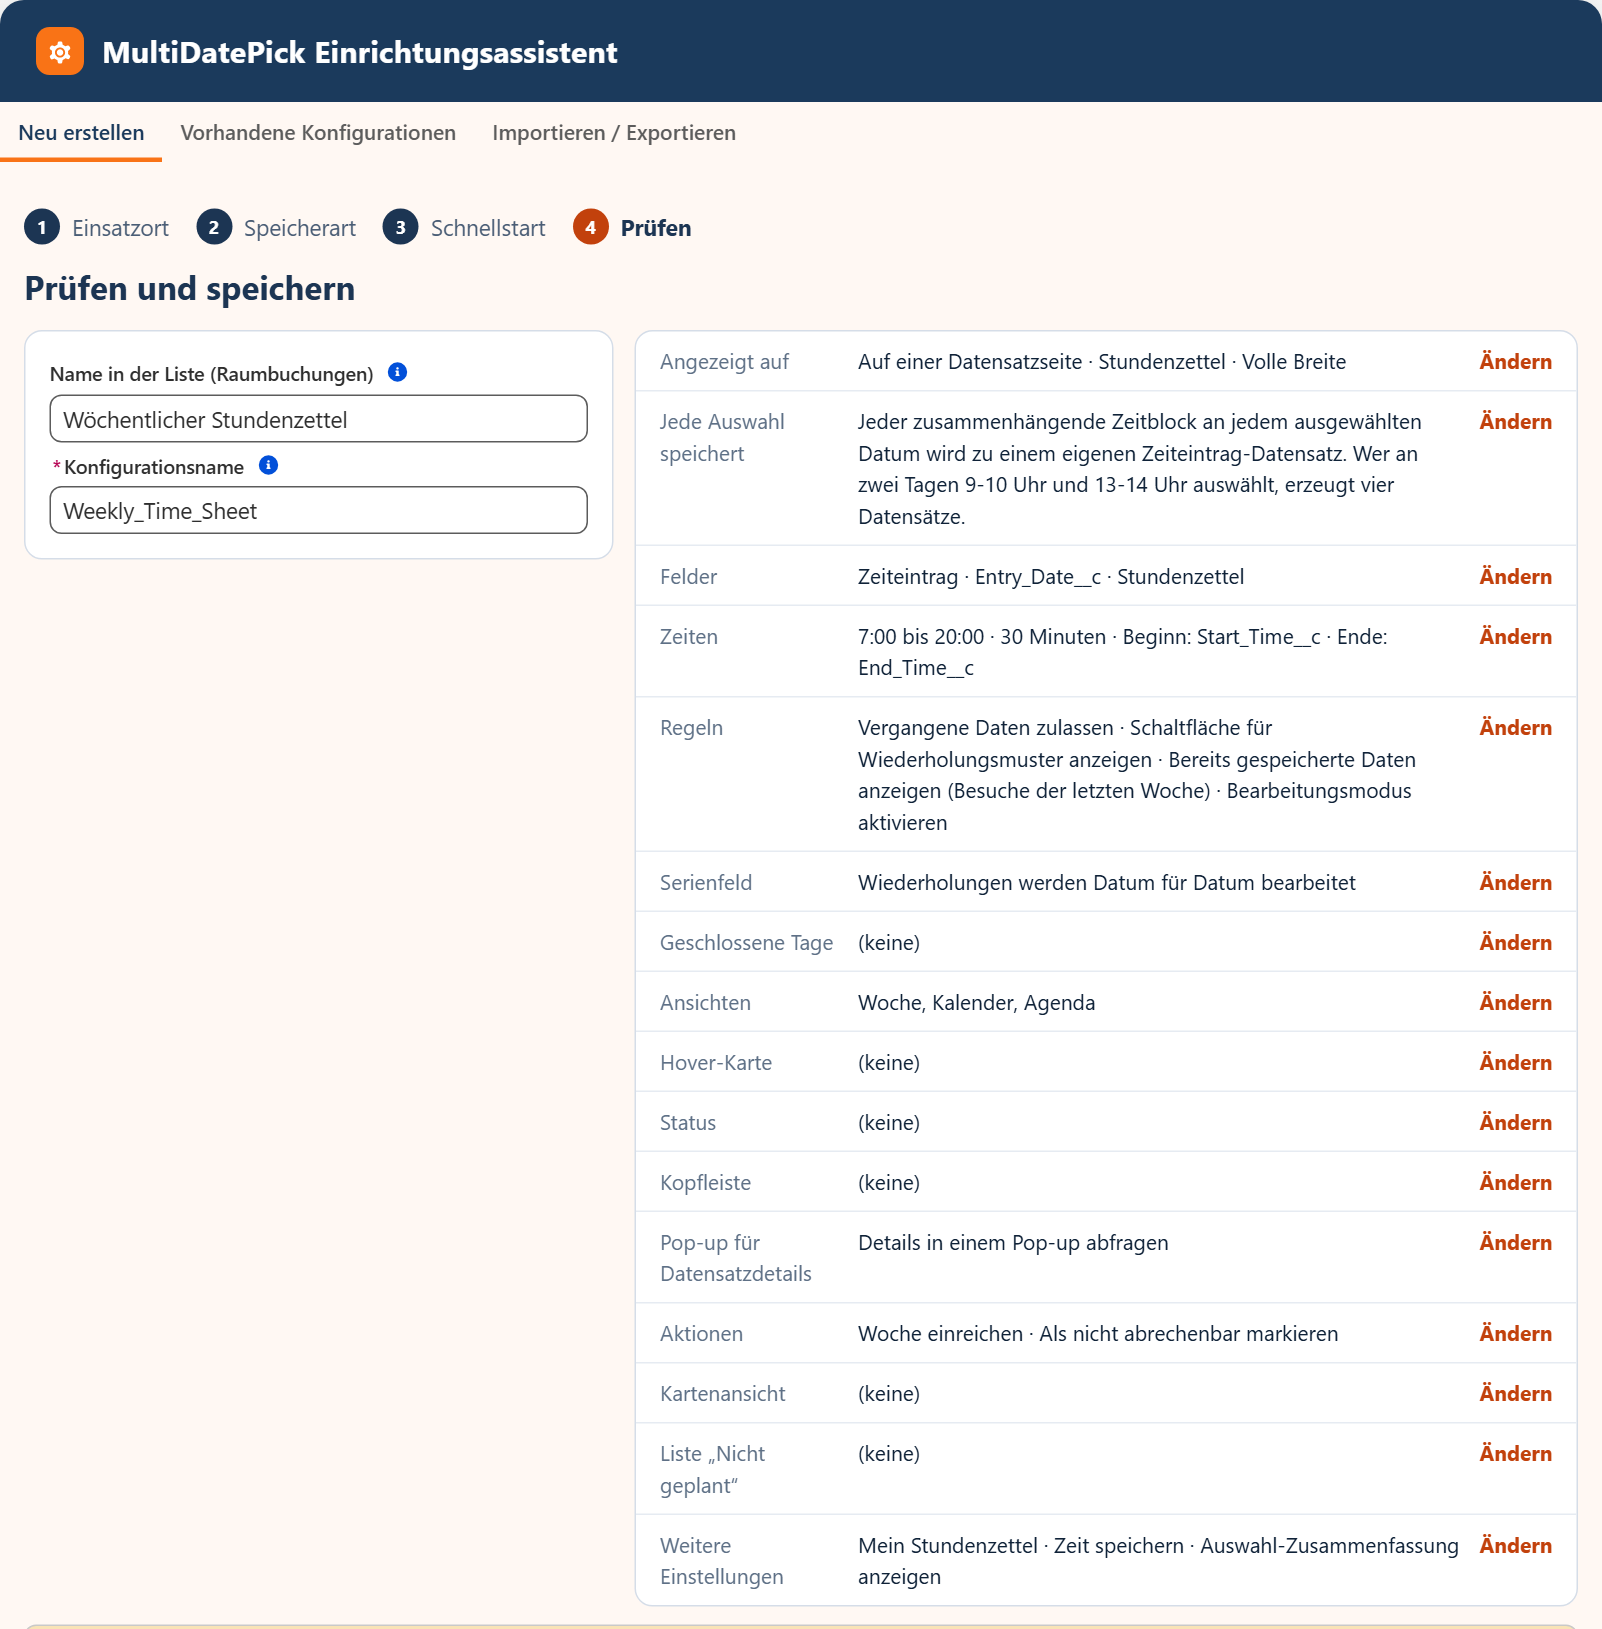 MultiDatePick Einrichtungsassistent
Neu erstellen
Vorhandene Konfigurationen
Importieren / Exportieren
1 Einsatzort
2 Speicherart
3 Schnellstart
4 Prüfen
Prüfen und speichern
Name in der Liste (Raumbuchungen)
Wöchentlicher Stundenzettel
*Konfigurationsname
Weekly_Time_Sheet
Angezeigt auf
Auf einer Datensatzseite · Stundenzettel · Volle Breite
Ändern
Jede Auswahl
speichert
Jeder zusammenhängende Zeitblock an jedem ausgewählten
Datum wird zu einem eigenen Zeiteintrag-Datensatz. Wer an
zwei Tagen 9-10 Uhr und 13-14 Uhr auswählt, erzeugt vier
Datensätze.
Ändern
Felder
Zeiteintrag · Entry_Date__c · Stundenzettel
Ändern
Zeiten
7:00 bis 20:00 · 30 Minuten · Beginn: Start_Time__c · Ende:
End_Time__c
Ändern
Regeln
Vergangene Daten zulassen · Schaltfläche für
Wiederholungsmuster anzeigen · Bereits gespeicherte Daten
anzeigen (Besuche der letzten Woche) · Bearbeitungsmodus
aktivieren
Ändern
Serienfeld
Wiederholungen werden Datum für Datum bearbeitet
Ändern
Geschlossene Tage
(keine)
Ändern
Ansichten
Woche, Kalender, Agenda
Ändern
Hover-Karte
(keine)
Ändern
Status
(keine)
Ändern
Kopfleiste
(keine)
Ändern
Pop-up für
Datensatzdetails
Details in einem Pop-up abfragen
Ändern
Aktionen
Woche einreichen · Als nicht abrechenbar markieren
Ändern
Kartenansicht
(keine)
Ändern
Liste „Nicht
geplant“
(keine)
Ändern
Weitere
Einstellungen
Mein Stundenzettel · Zeit speichern · Auswahl-Zusammenfassung
anzeigen
Ändern